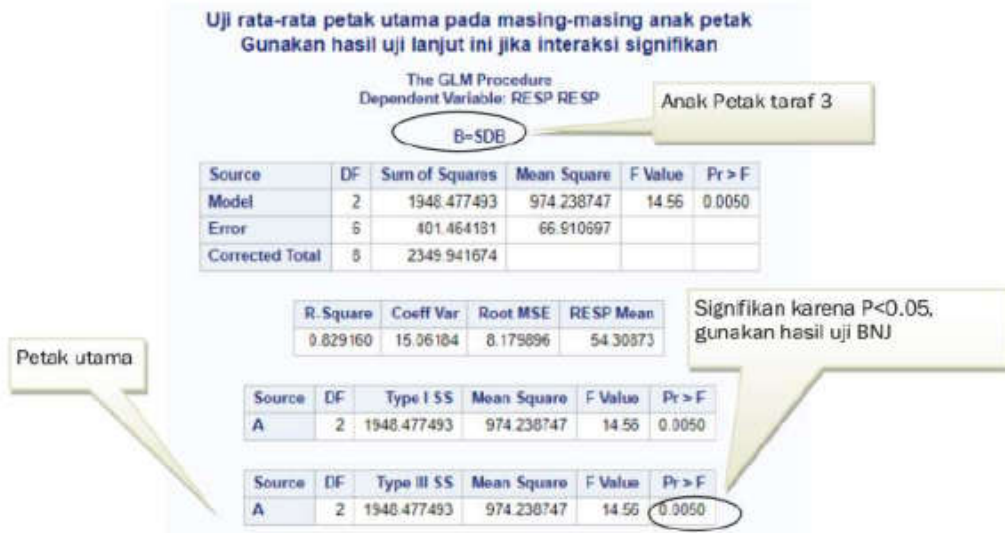 Uji rata-rata petak utama pada masing-masing anak petak
Gunakan hasil uji lanjut ini jika interaksi signifikan
The GLM Procedure
Dependent Variable: RESP RESP
Anak Petak taraf 3
B=SDB
Source DF Sum of Squares Mean Square F Value Pr > F
Model 2 1948.477493 974.238747 14.56 0.0050
Error 6 401.464181 66.910697
Corrected Total 8 2349.941674
R-Square Coeff Var Root MSE RESP Mean
0.829160 15.06184 8.179896 54.30873
Signifikan karena P<0.05,
gunakan hasil uji BNJ
Petak utama
Source DF Type I SS Mean Square F Value Pr > F
A 2 1948.477493 974.238747 14.56 0.0050
Source DF Type III SS Mean Square F Value Pr > F
A 2 1948.477493 974.238747 14.56 0.0050